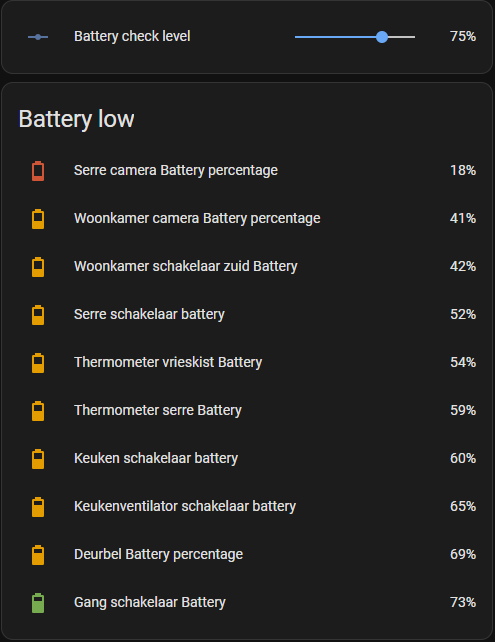 Battery check level 75%
Battery low
Serre camera Battery percentage 18%
Woonkamer camera Battery percentage 41%
Woonkamer schakelaar zuid Battery 42%
Serre schakelaar battery 52%
Thermometer vrieskist Battery 54%
Thermometer serre Battery 59%
Keuken schakelaar battery 60%
Keukenventilator schakelaar battery 65%
Deurbel Battery percentage 69%
Gang schakelaar Battery 73%